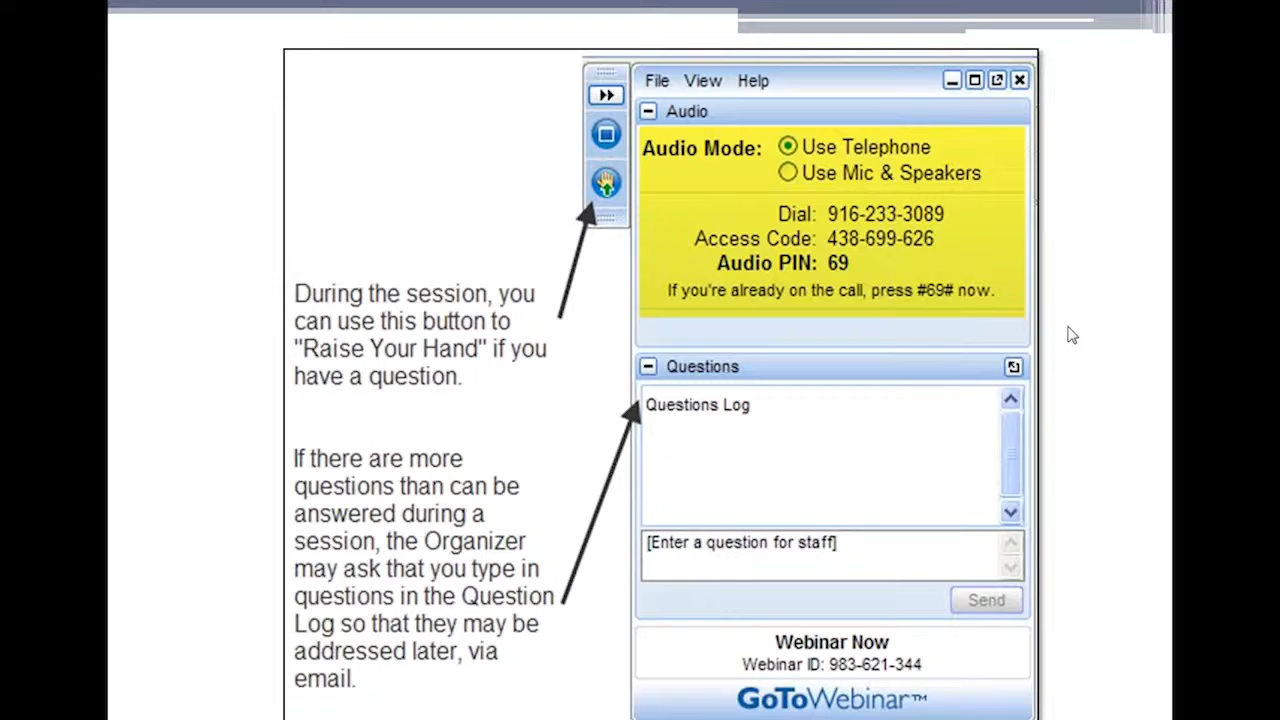 File View Help
Audio
Audio Mode: Use Telephone
Use Mic & Speakers
Dial: 916-233-3089
Access Code: 438-699-626
Audio PIN: 69
If you're already on the call, press #69# now.
During the session, you
can use this button to
"Raise Your Hand" if you
have a question.
Questions
Questions Log
If there are more
questions than can be
answered during a
session, the Organizer
may ask that you type in
questions in the Question
Log so that they may be
addressed later, via
email.
[Enter a question for staff]
Send
Webinar Now
Webinar ID: 983-621-344
GoToWebinar™